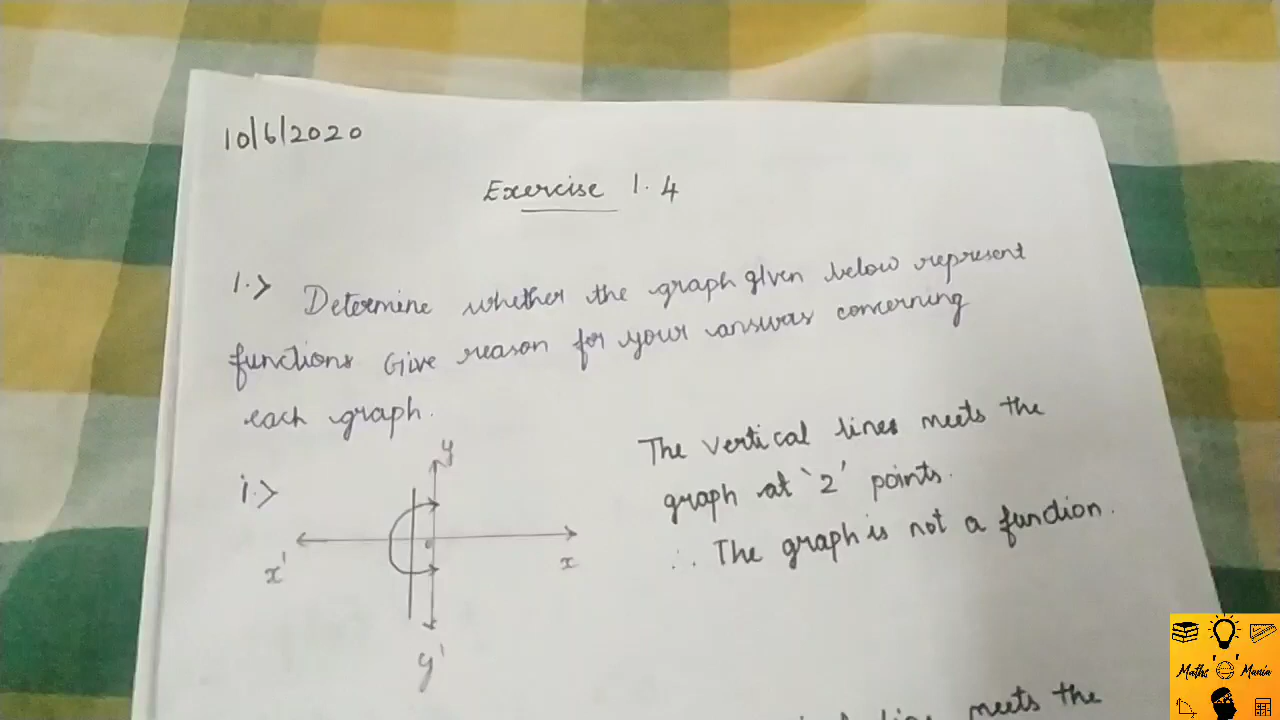 10/6/2020
Exercise 1.4
1.> Determine whether the graph given below represent
functions Give reason for your answas concerning
each graph.
i.>
y
x'
x
y'
The vertical lines meets the
graph at '2' points.
∴ The graph is not a function.
line meets the
Maths Mania